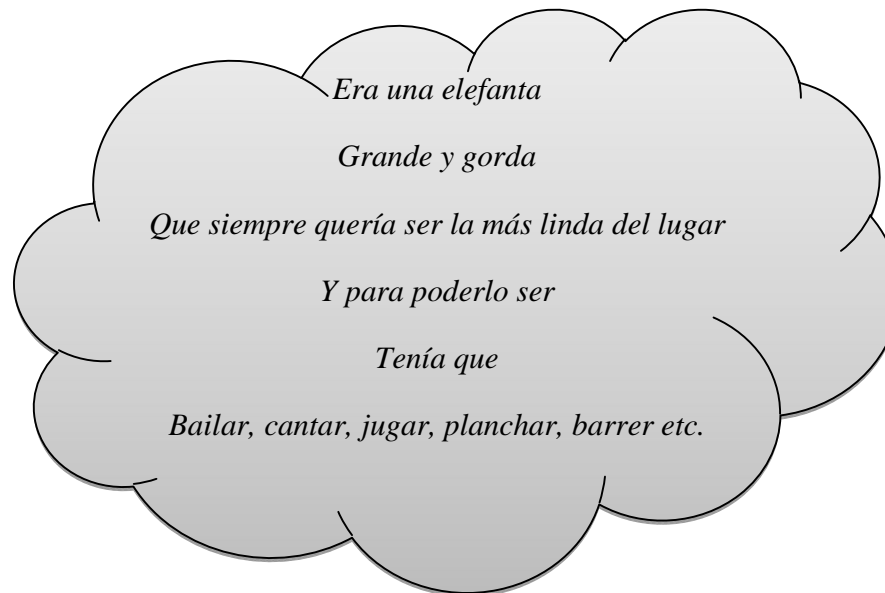 Era una elefanta
Grande y gorda
Que siempre quería ser la más linda del lugar
Y para poderlo ser
Tenía que
Bailar, cantar, jugar, planchar, barrer etc.